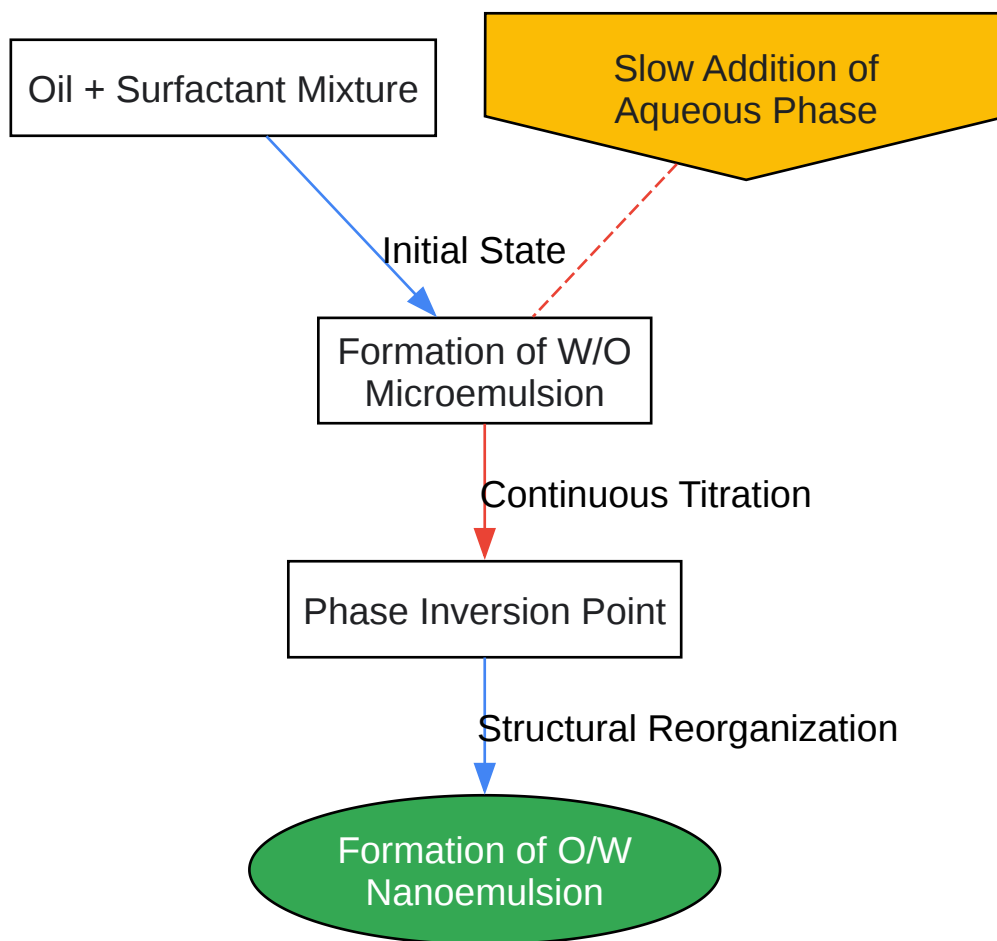 Oil + Surfactant Mixture
Slow Addition of
Aqueous Phase
Initial State
Formation of W/O
Microemulsion
Continuous Titration
Phase Inversion Point
Structural Reorganization
Formation of O/W
Nanoemulsion